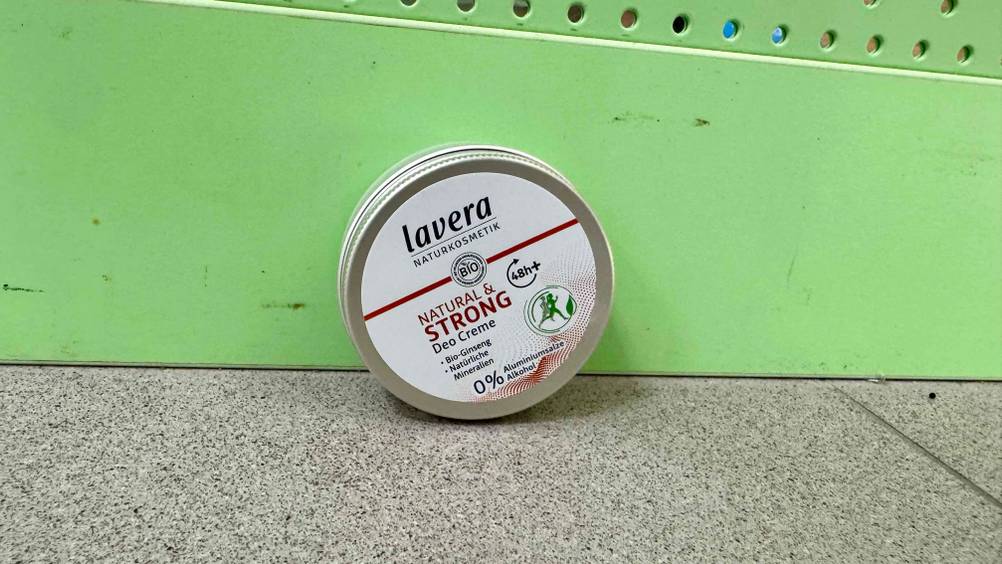 lavera
NATURKOSMETIK
BIO
48h+
NATURAL &
STRONG
Deo Creme
• Bio-Ginseng
• Natürliche
Mineralien
0% Aluminiumsalze
Alkohol